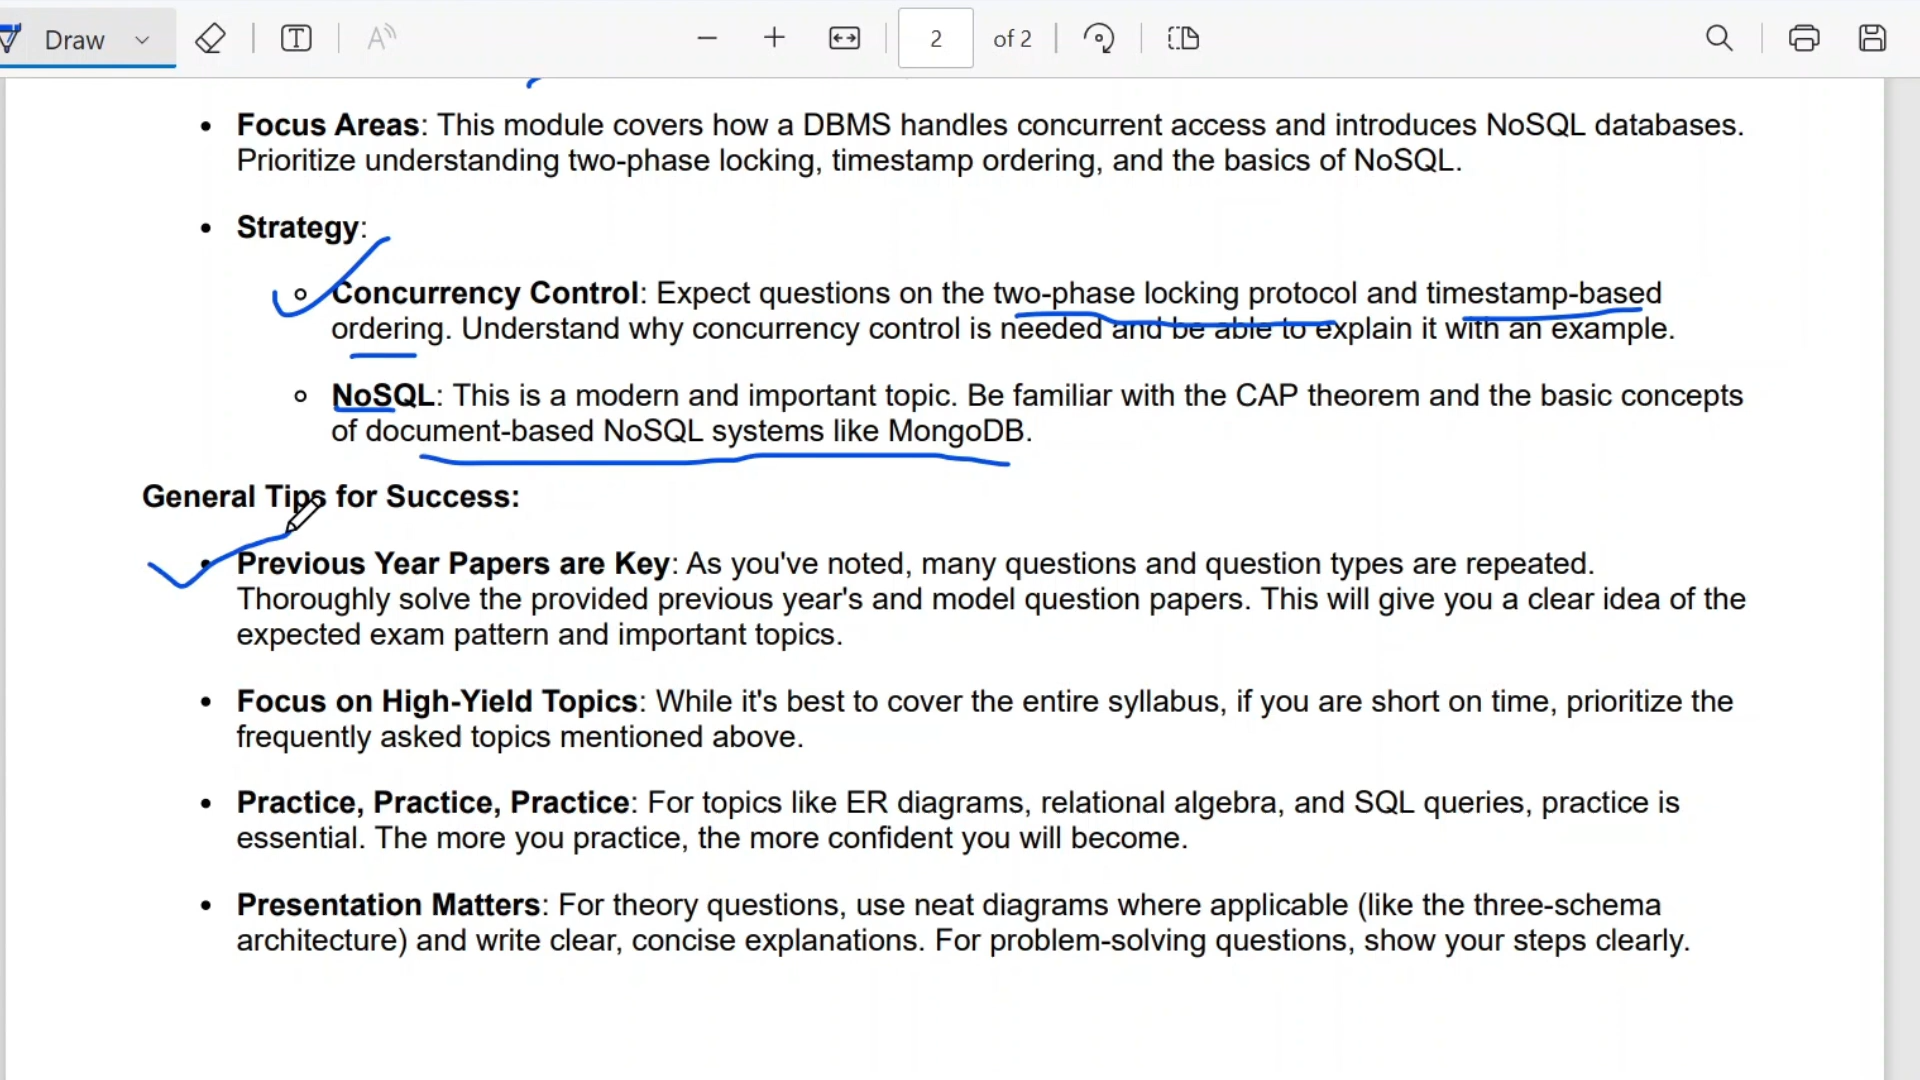 Draw
T
A
2
of 2
• Focus Areas: This module covers how a DBMS handles concurrent access and introduces NoSQL databases.
Prioritize understanding two-phase locking, timestamp ordering, and the basics of NoSQL.
• Strategy:
○ Concurrency Control: Expect questions on the two-phase locking protocol and timestamp-based
ordering. Understand why concurrency control is needed and be able to explain it with an example.
○ NoSQL: This is a modern and important topic. Be familiar with the CAP theorem and the basic concepts
of document-based NoSQL systems like MongoDB.
General Tips for Success:
• Previous Year Papers are Key: As you've noted, many questions and question types are repeated.
Thoroughly solve the provided previous year's and model question papers. This will give you a clear idea of the
expected exam pattern and important topics.
• Focus on High-Yield Topics: While it's best to cover the entire syllabus, if you are short on time, prioritize the
frequently asked topics mentioned above.
• Practice, Practice, Practice: For topics like ER diagrams, relational algebra, and SQL queries, practice is
essential. The more you practice, the more confident you will become.
• Presentation Matters: For theory questions, use neat diagrams where applicable (like the three-schema
architecture) and write clear, concise explanations. For problem-solving questions, show your steps clearly.